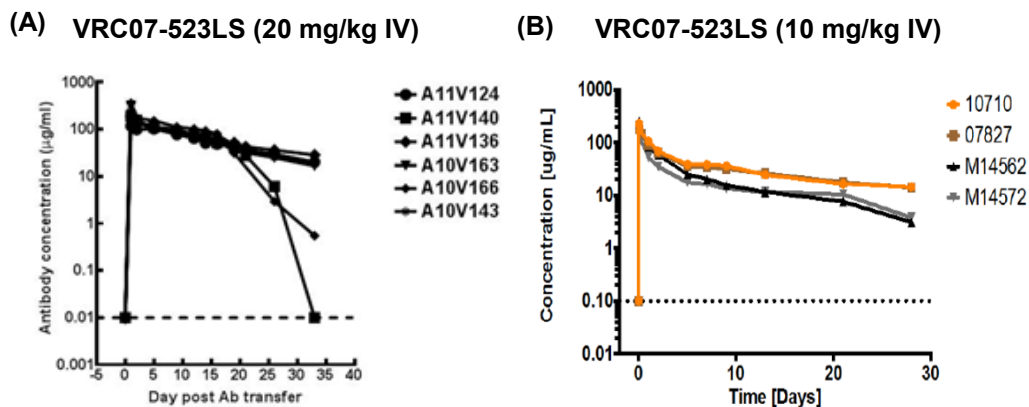 (A) VRC07-523LS (20 mg/kg IV)
Antibody concentration (µg/ml)
1000
100
10
1
0.1
0.01
0.001
-5 0 5 10 15 20 25 30 35 40
Day post Ab transfer
A11V124
A11V140
A11V136
A10V163
A10V166
A10V143
(B) VRC07-523LS (10 mg/kg IV)
Concentration [ug/mL]
1000
100
10
1
0.10
0.01
0 10 20 30
Time [Days]
10710
07827
M14562
M14572